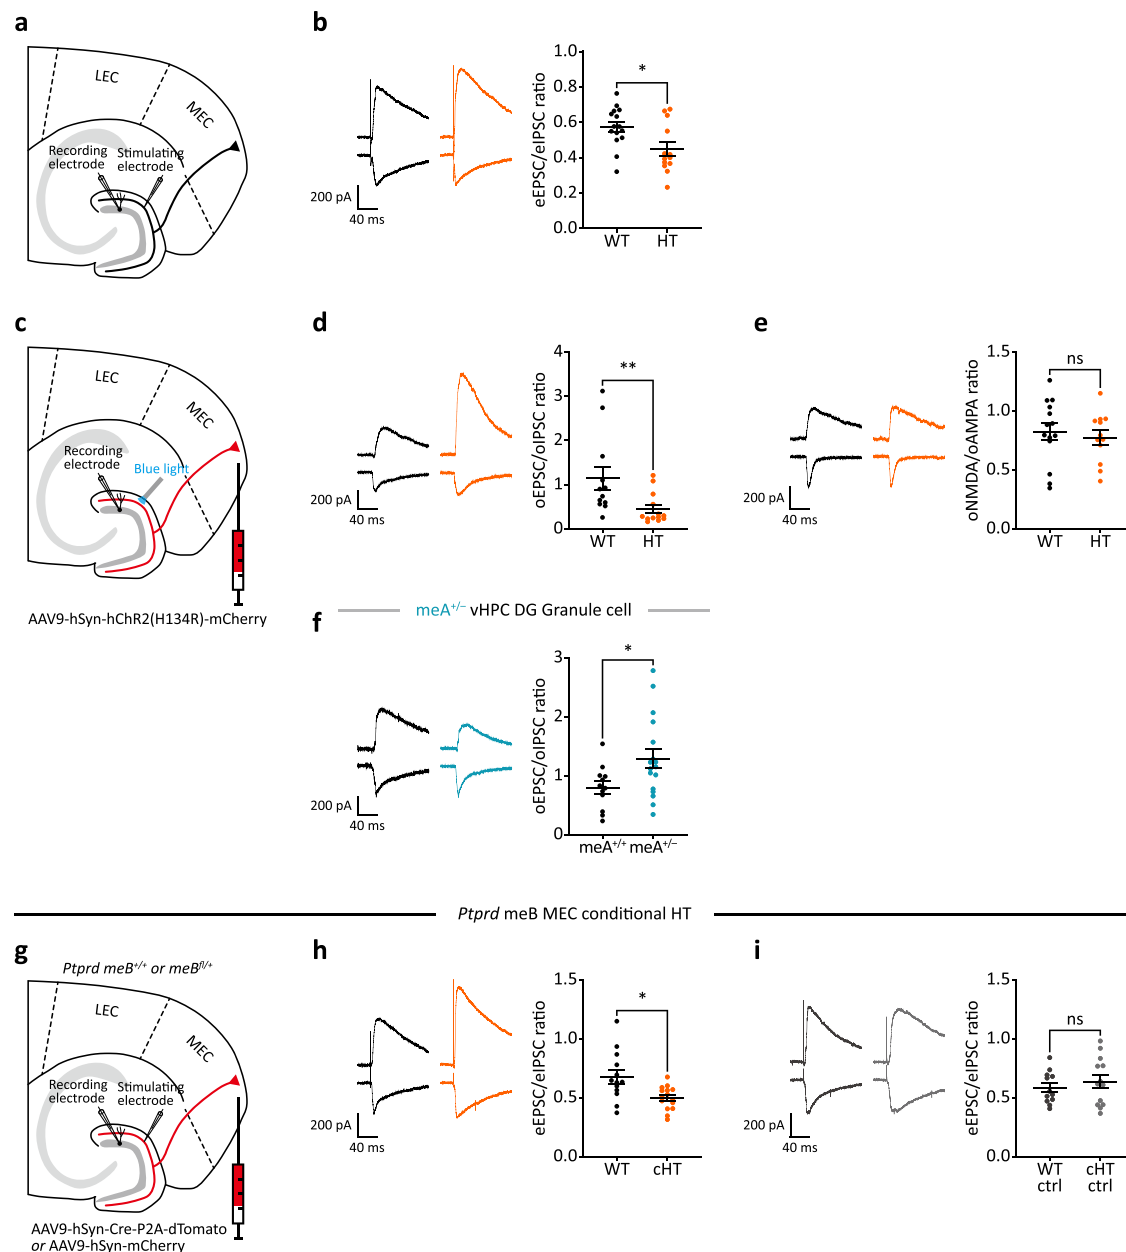 a
LEC
MEC
Recording
electrode
Stimulating
electrode
b
200 pA
40 ms
eEPSC/eIPSC ratio
1.0
0.8
0.6
0.4
0.2
0.0
*
WT
HT
c
LEC
MEC
Recording
electrode
Blue light
AAV9-hSyn-hChR2(H134R)-mCherry
d
200 pA
40 ms
oEPSC/oIPSC ratio
4
3
2
1
0
**
WT
HT
e
200 pA
40 ms
oNMDA/oAMPA ratio
1.5
1.0
0.5
0.0
ns
WT
HT
meA+/− vHPC DG Granule cell
f
200 pA
40 ms
oEPSC/oIPSC ratio
3
2
1
0
*
meA+/+ meA+/−
Ptprd meB MEC conditional HT
g
Ptprd meB+/+ or meBfl/+
LEC
MEC
Recording
electrode
Stimulating
electrode
AAV9-hSyn-Cre-P2A-dTomato
or AAV9-hSyn-mCherry
h
200 pA
40 ms
eEPSC/eIPSC ratio
1.5
1.0
0.5
0.0
*
WT
cHT
i
200 pA
40 ms
eEPSC/eIPSC ratio
1.5
1.0
0.5
0.0
ns
WT
ctrl
cHT
ctrl